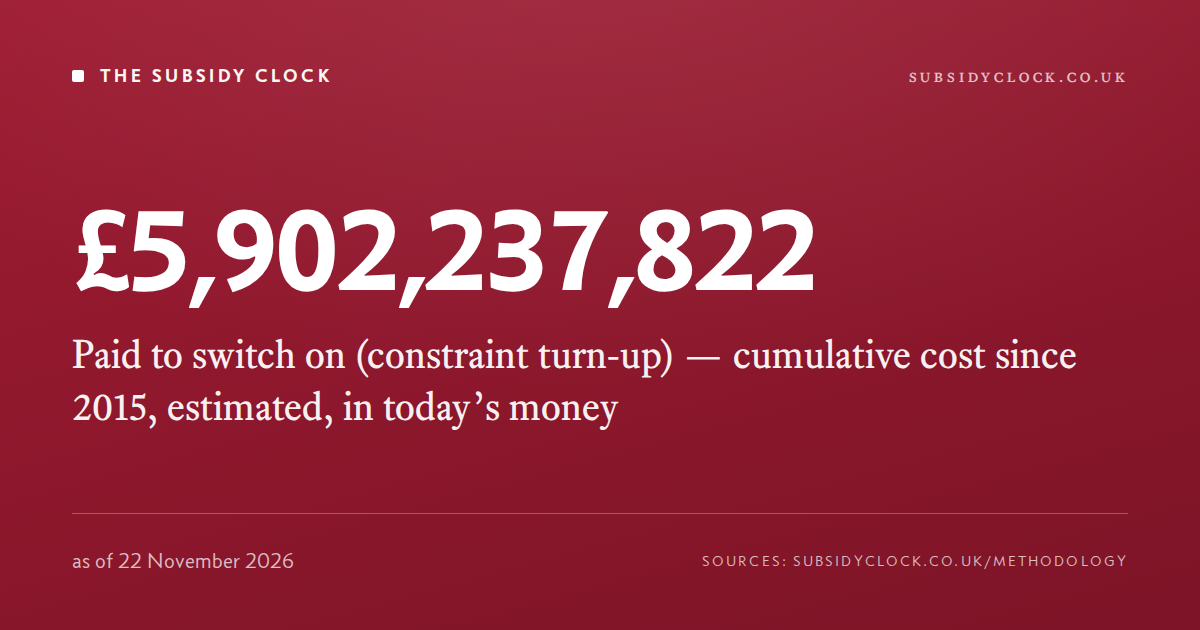 THE SUBSIDY CLOCK
SUBSIDYCLOCK.CO.UK
£5,902,237,822
Paid to switch on (constraint turn-up) — cumulative cost since
2015, estimated, in today’s money
as of 22 November 2026
SOURCES: SUBSIDYCLOCK.CO.UK/METHODOLOGY